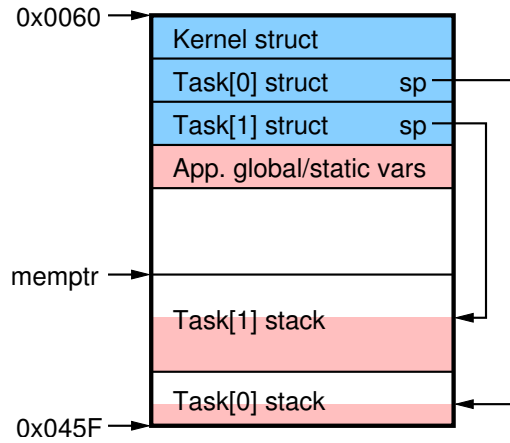 0x0060
Kernel struct
Task[0] struct sp
Task[1] struct sp
App. global/static vars
memptr
Task[1] stack
Task[0] stack
0x045F